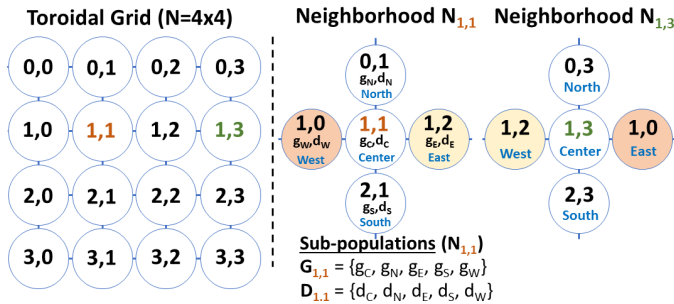 Toroidal Grid (N=4x4)
0,0 0,1 0,2 0,3
1,0 1,1 1,2 1,3
2,0 2,1 2,2 2,3
3,0 3,1 3,2 3,3
Neighborhood N1,1
0,1
gN,dN
North
1,0 1,1 1,2
gW,dW gC,dC gE,dE
West Center East
2,1
gS,dS
South
Sub-populations (N1,1)
G1,1 = {gC, gN, gE, gS, gW}
D1,1 = {dC, dN, dE, dS, dW}
Neighborhood N1,3
0,3
North
1,2 1,3 1,0
West Center East
2,3
South